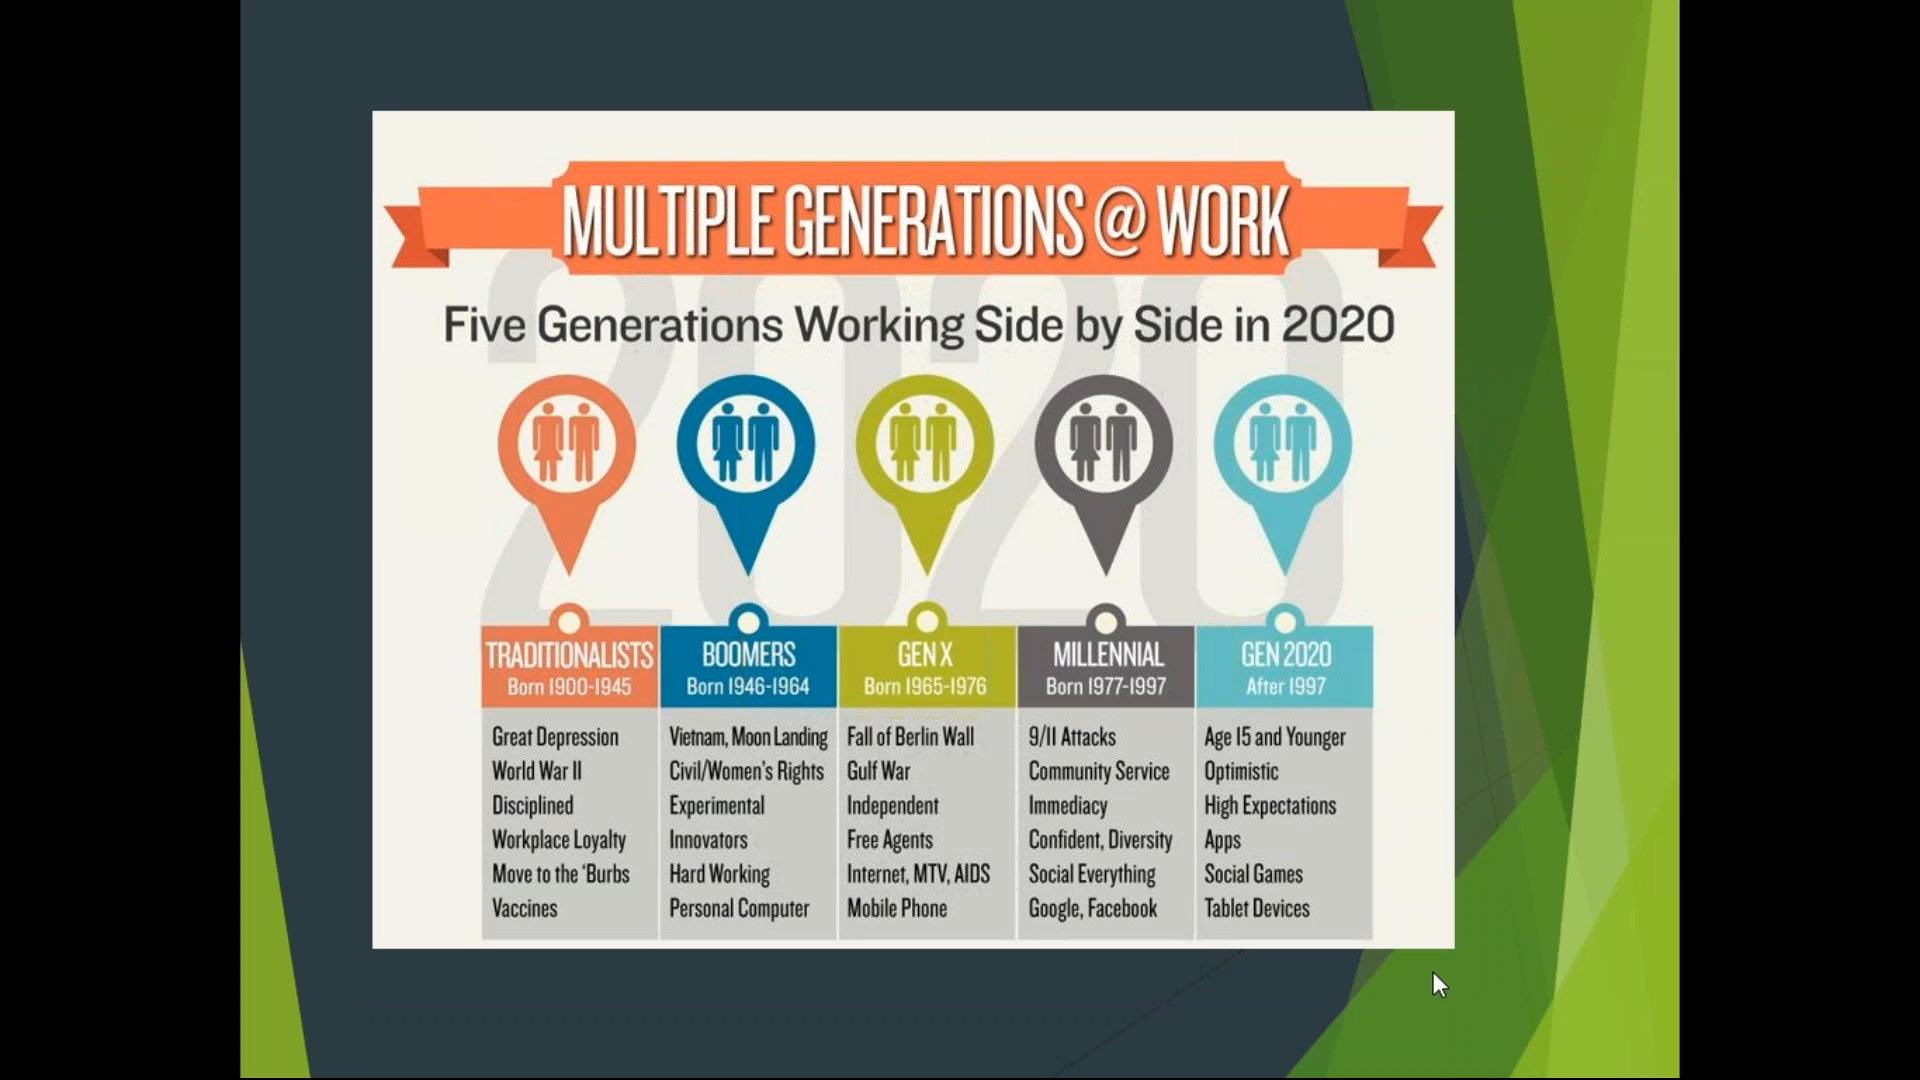 MULTIPLE GENERATIONS @ WORK
Five Generations Working Side by Side in 2020
2020
TRADITIONALISTS
Born 1900-1945
Great Depression
World War II
Disciplined
Workplace Loyalty
Move to the 'Burbs
Vaccines
BOOMERS
Born 1946-1964
Vietnam, Moon Landing
Civil/Women's Rights
Experimental
Innovators
Hard Working
Personal Computer
GEN X
Born 1965-1976
Fall of Berlin Wall
Gulf War
Independent
Free Agents
Internet, MTV, AIDS
Mobile Phone
MILLENNIAL
Born 1977-1997
9/11 Attacks
Community Service
Immediacy
Confident, Diversity
Social Everything
Google, Facebook
GEN 2020
After 1997
Age 15 and Younger
Optimistic
High Expectations
Apps
Social Games
Tablet Devices